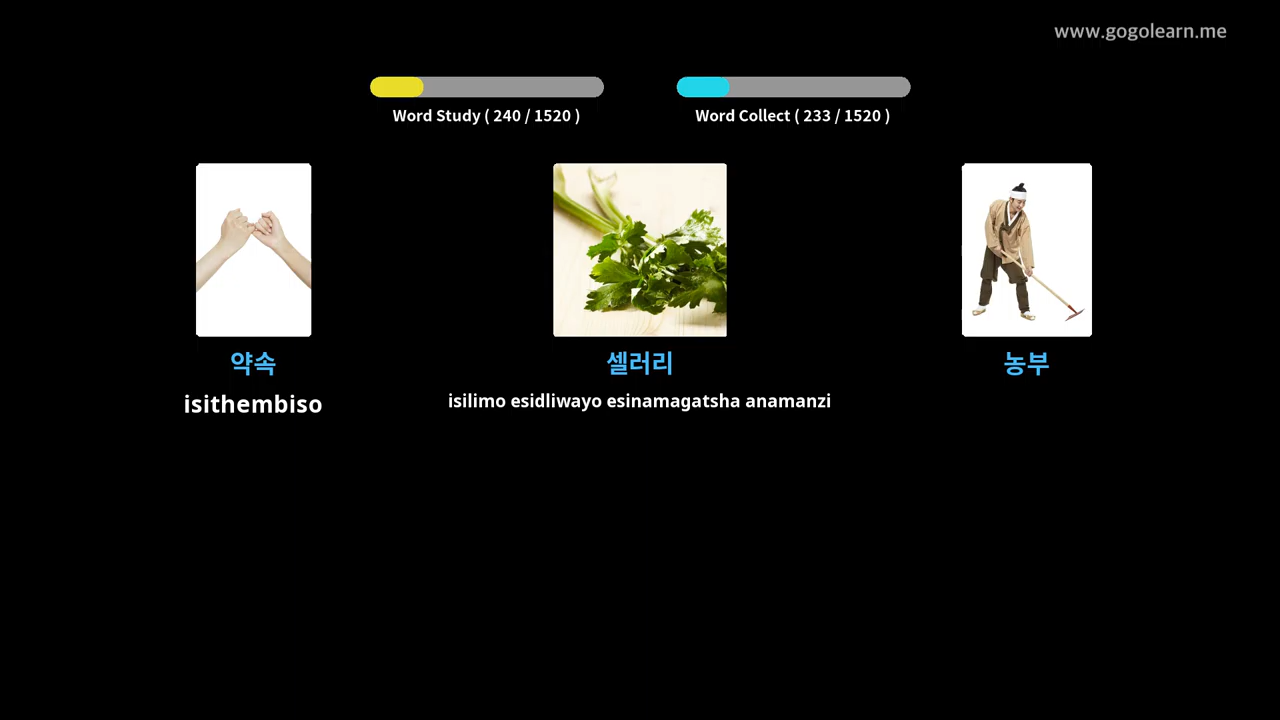 www.gogolearn.me
Word Study ( 240 / 1520 )
Word Collect ( 233 / 1520 )
약속
셀러리
농부
isithembiso
isilimo esidliwayo esinamagatsha anamanzi